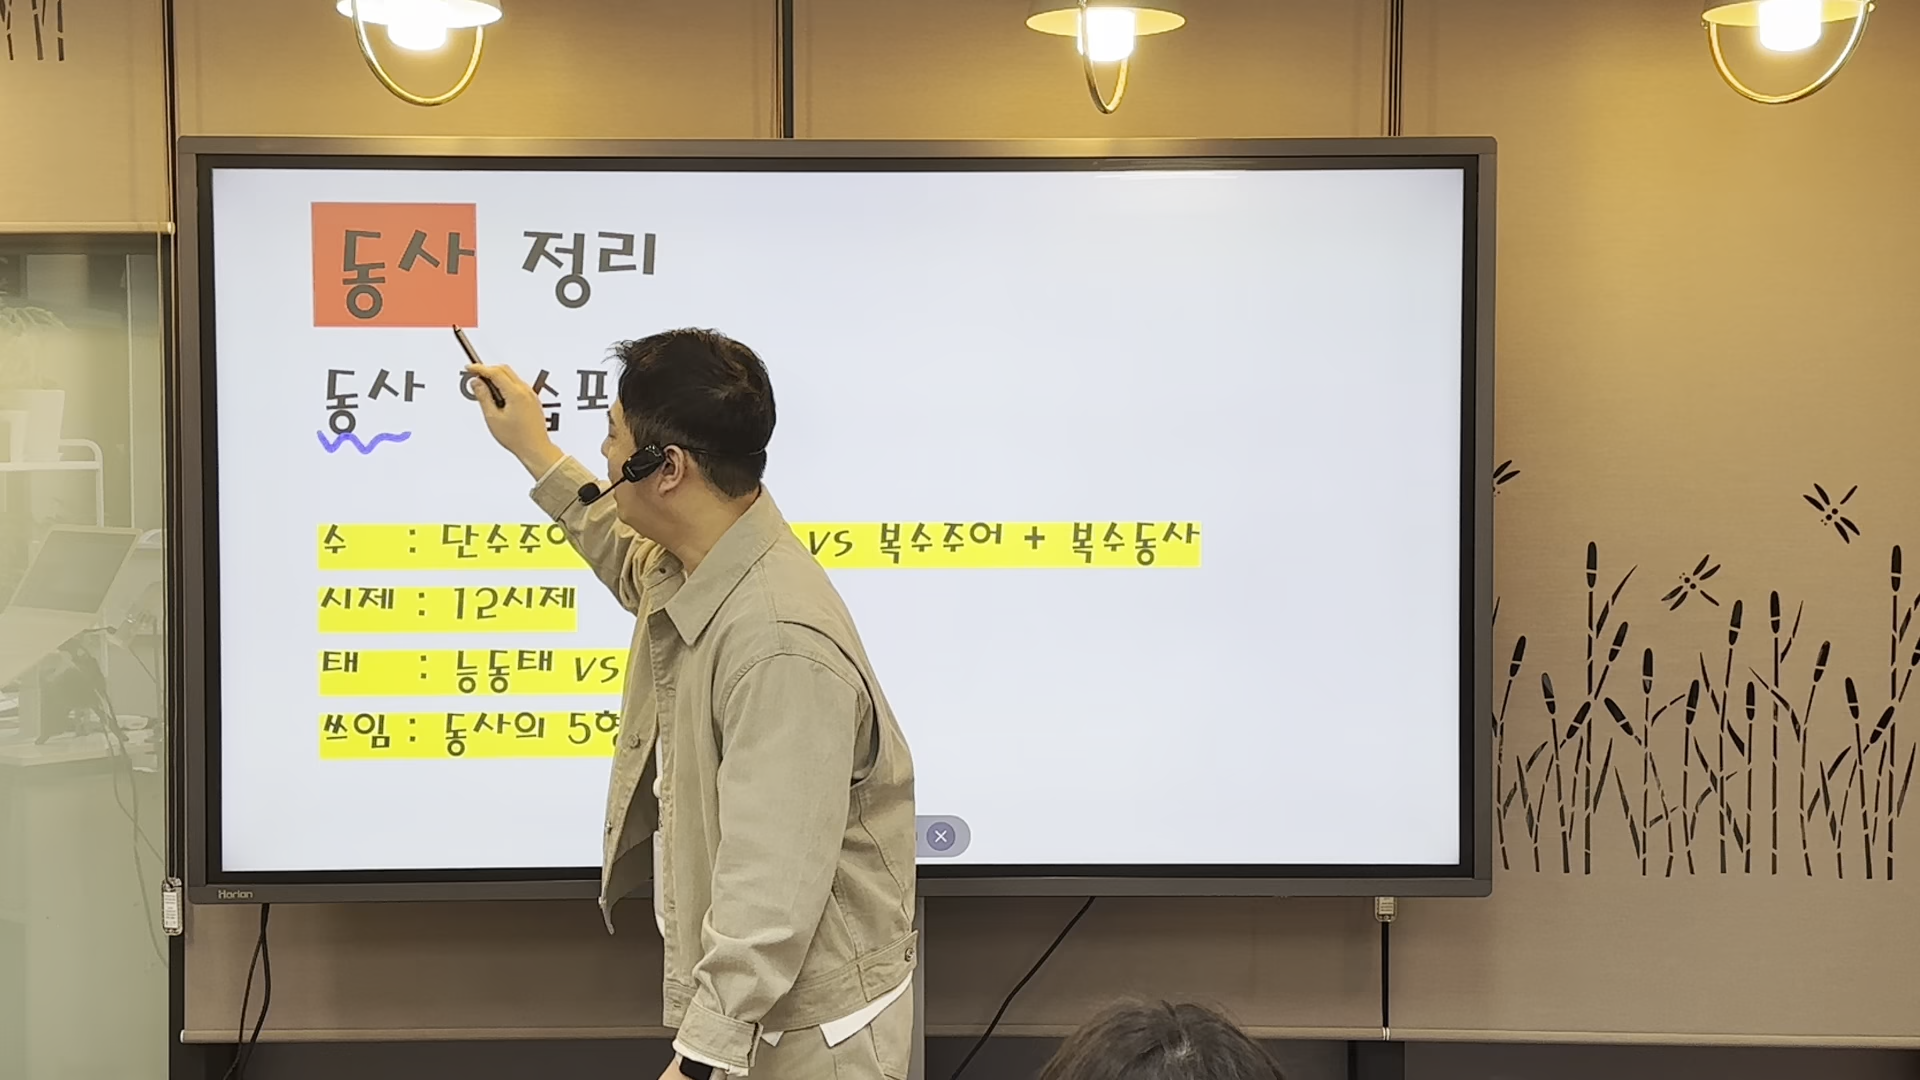 동사 정리
동사
수 : 단수주어 vs 복수주어 + 복수동사
시제 : 12시제
태 : 능동태 vs
쓰임 : 동사의 5형
Horion